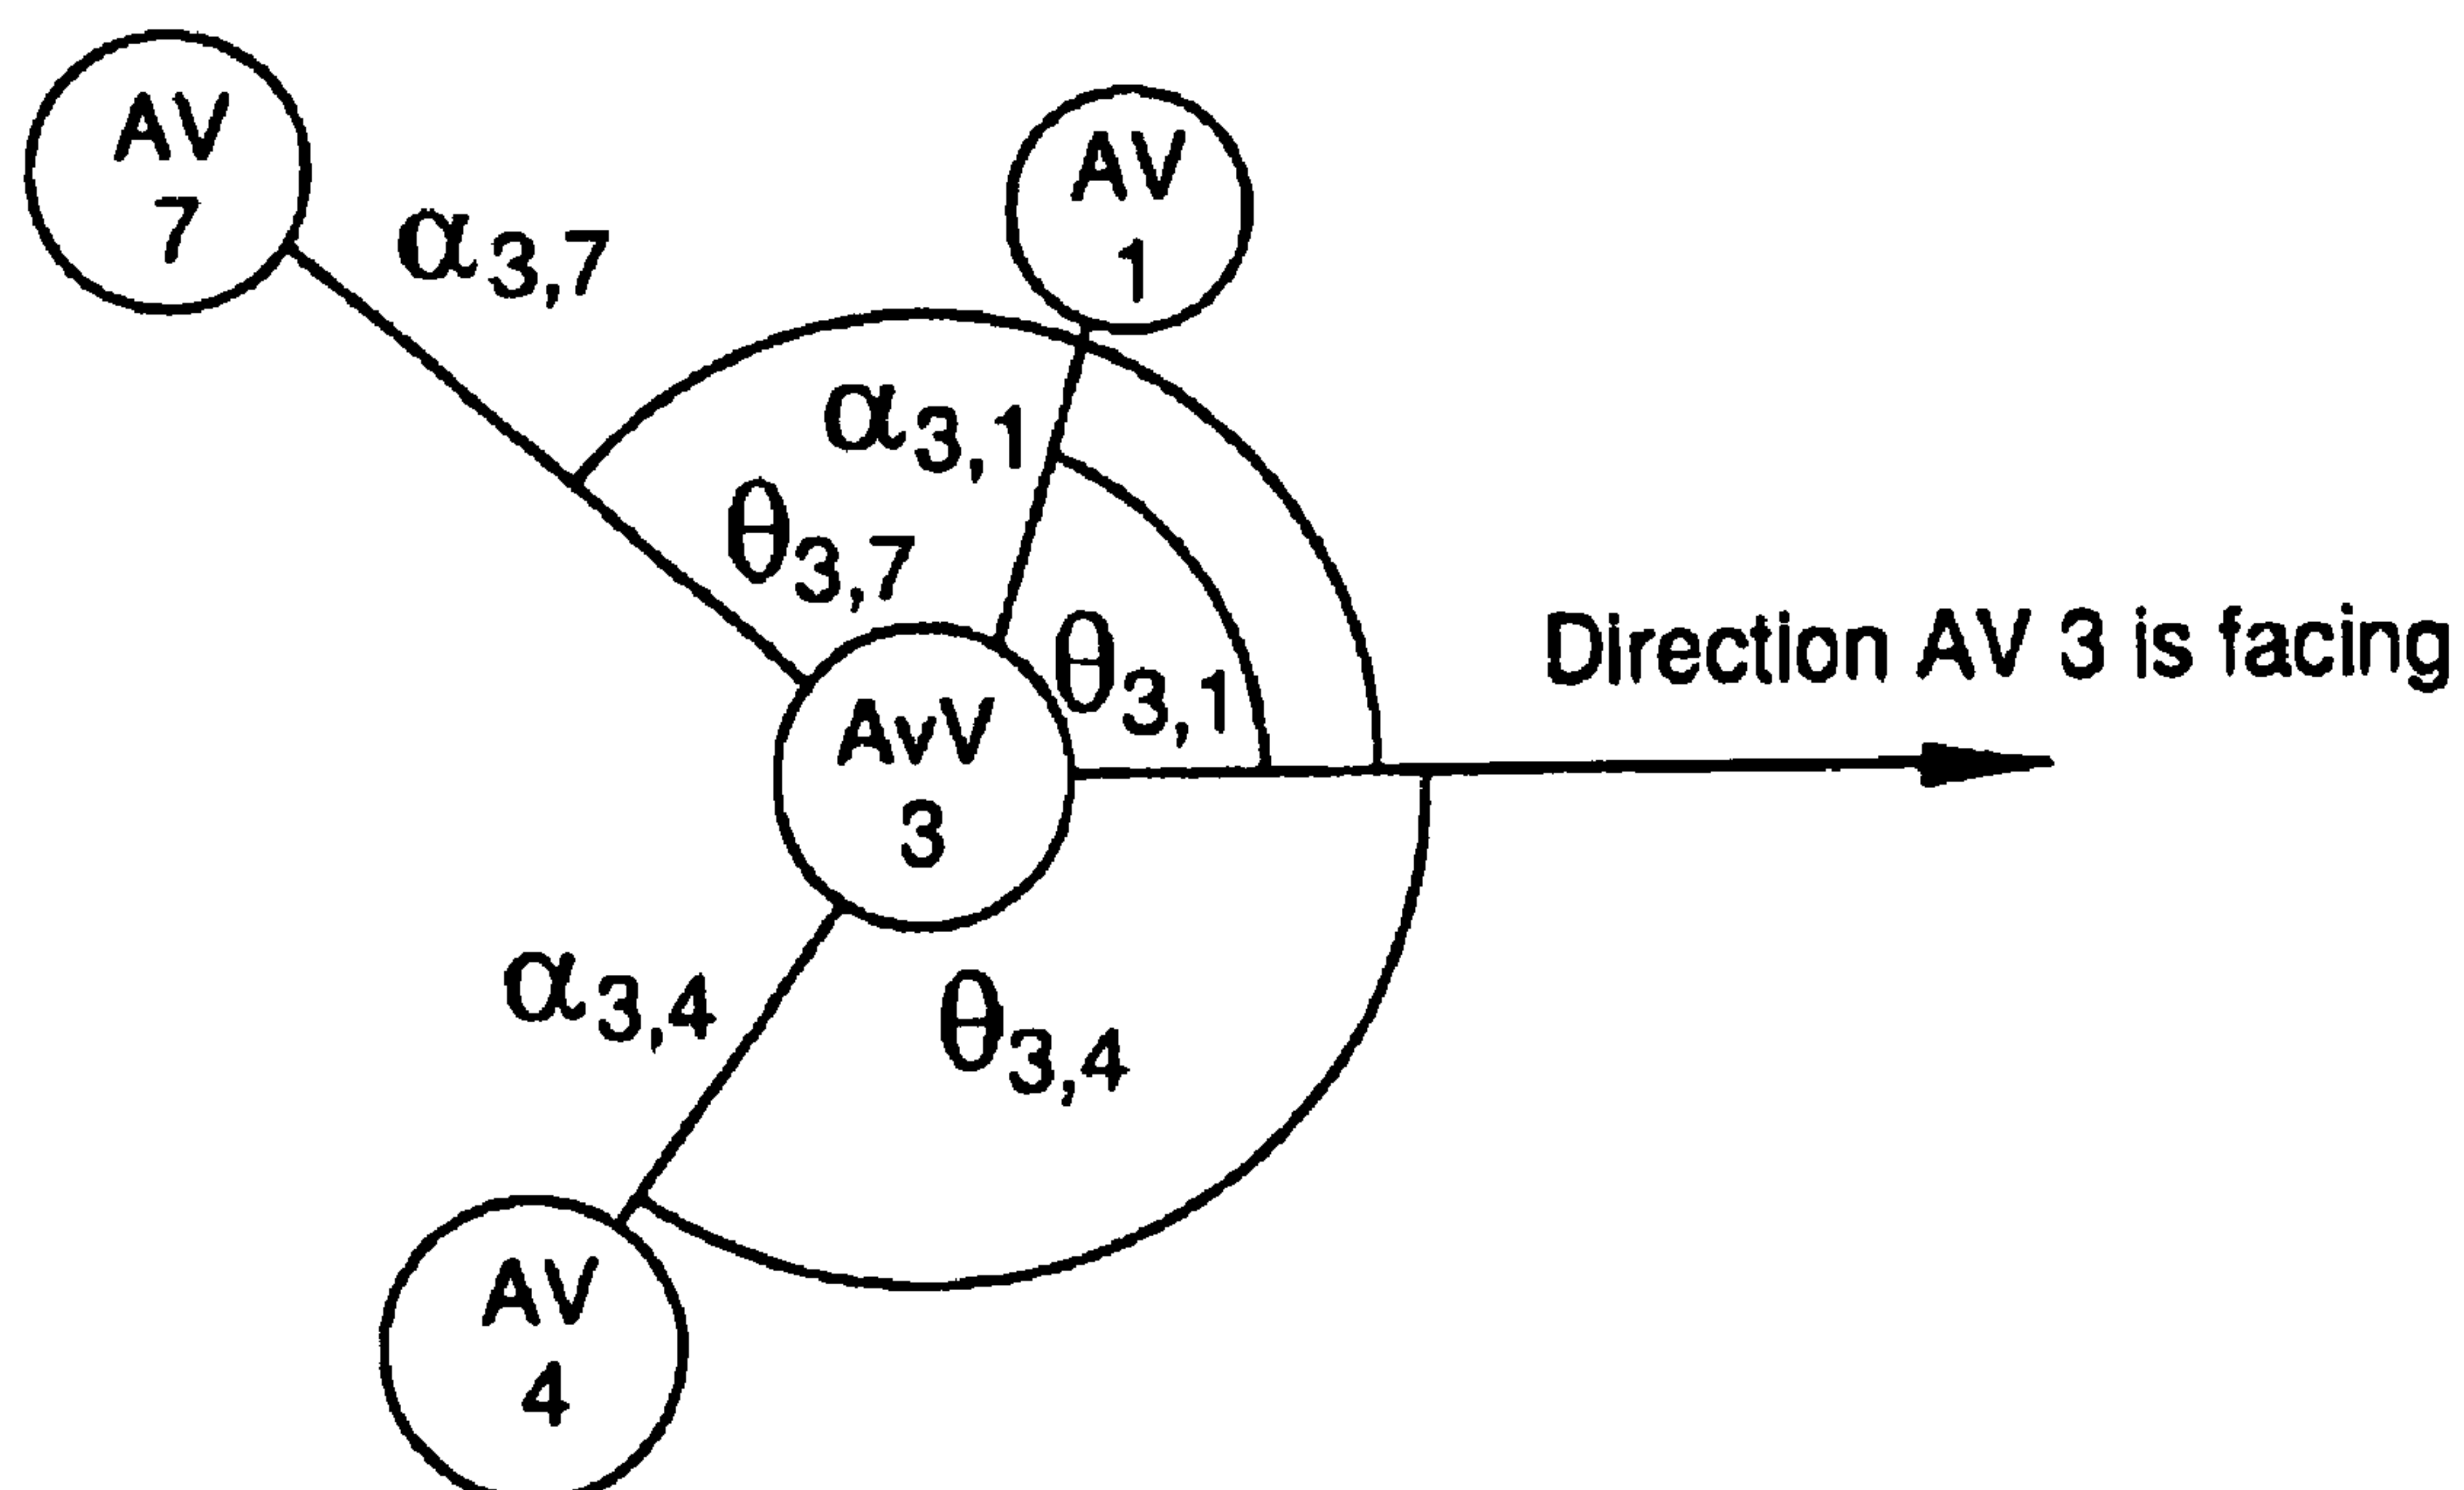 AV
7
α3,7
AV
1
α3,1
θ3,7
θ3,1
Direction AV 3 is facing
AvV
3
α3,4
θ3,4
AV
4